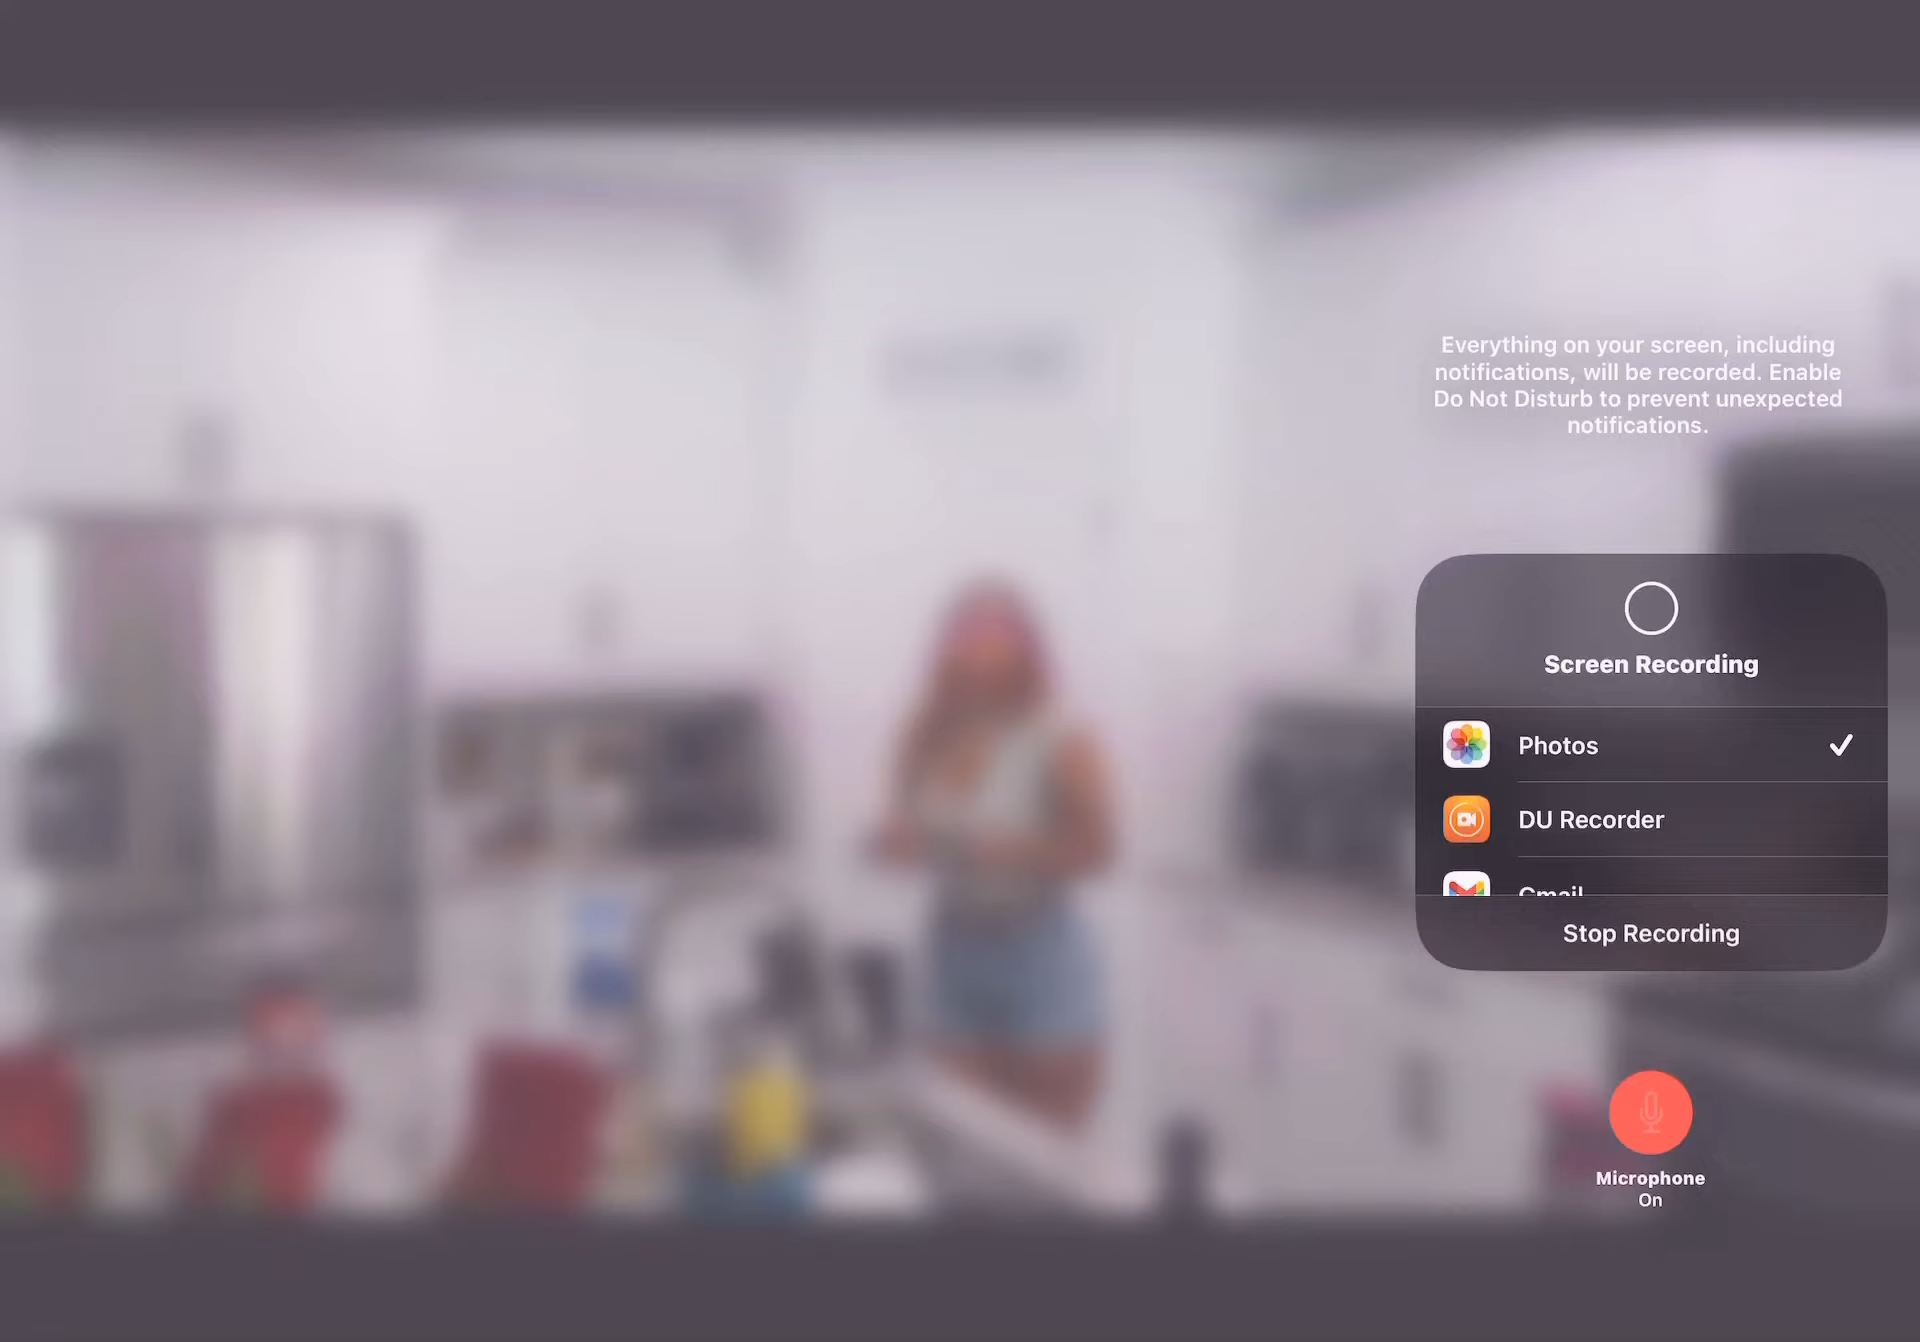 Everything on your screen, including
notifications, will be recorded. Enable
Do Not Disturb to prevent unexpected
notifications.
Screen Recording
Photos
DU Recorder
Gmail
Stop Recording
Microphone
On